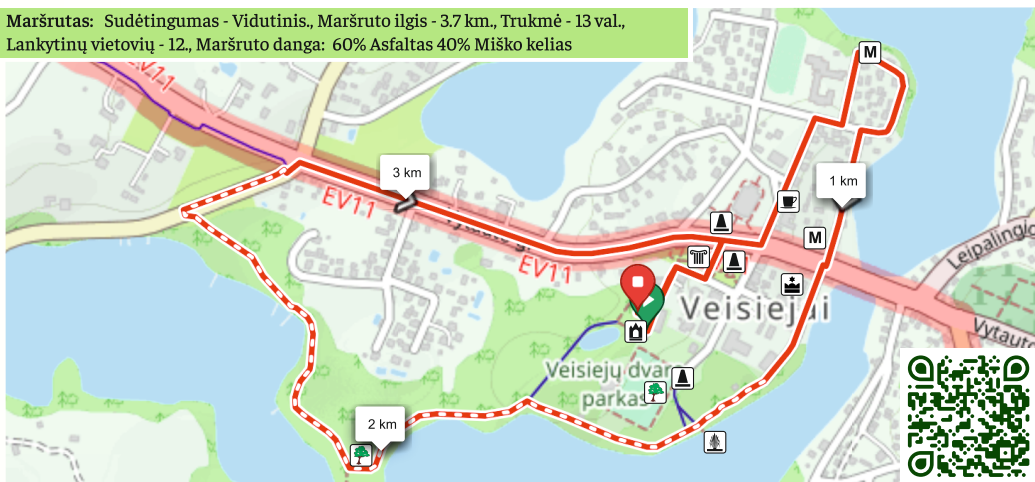 Maršrutas: Sudėtingumas - Vidutinis., Maršruto ilgis - 3.7 km., Trukmė - 13 val.,
Lankytinų vietovių - 12., Maršruto danga: 60% Asfaltas 40% Miško kelias
EV11
M
3 km
1 km
EV11
M
EV11
Leipalingio
Veisiejai
Vytauto
Veisiejų dvaro
parkas
2 km